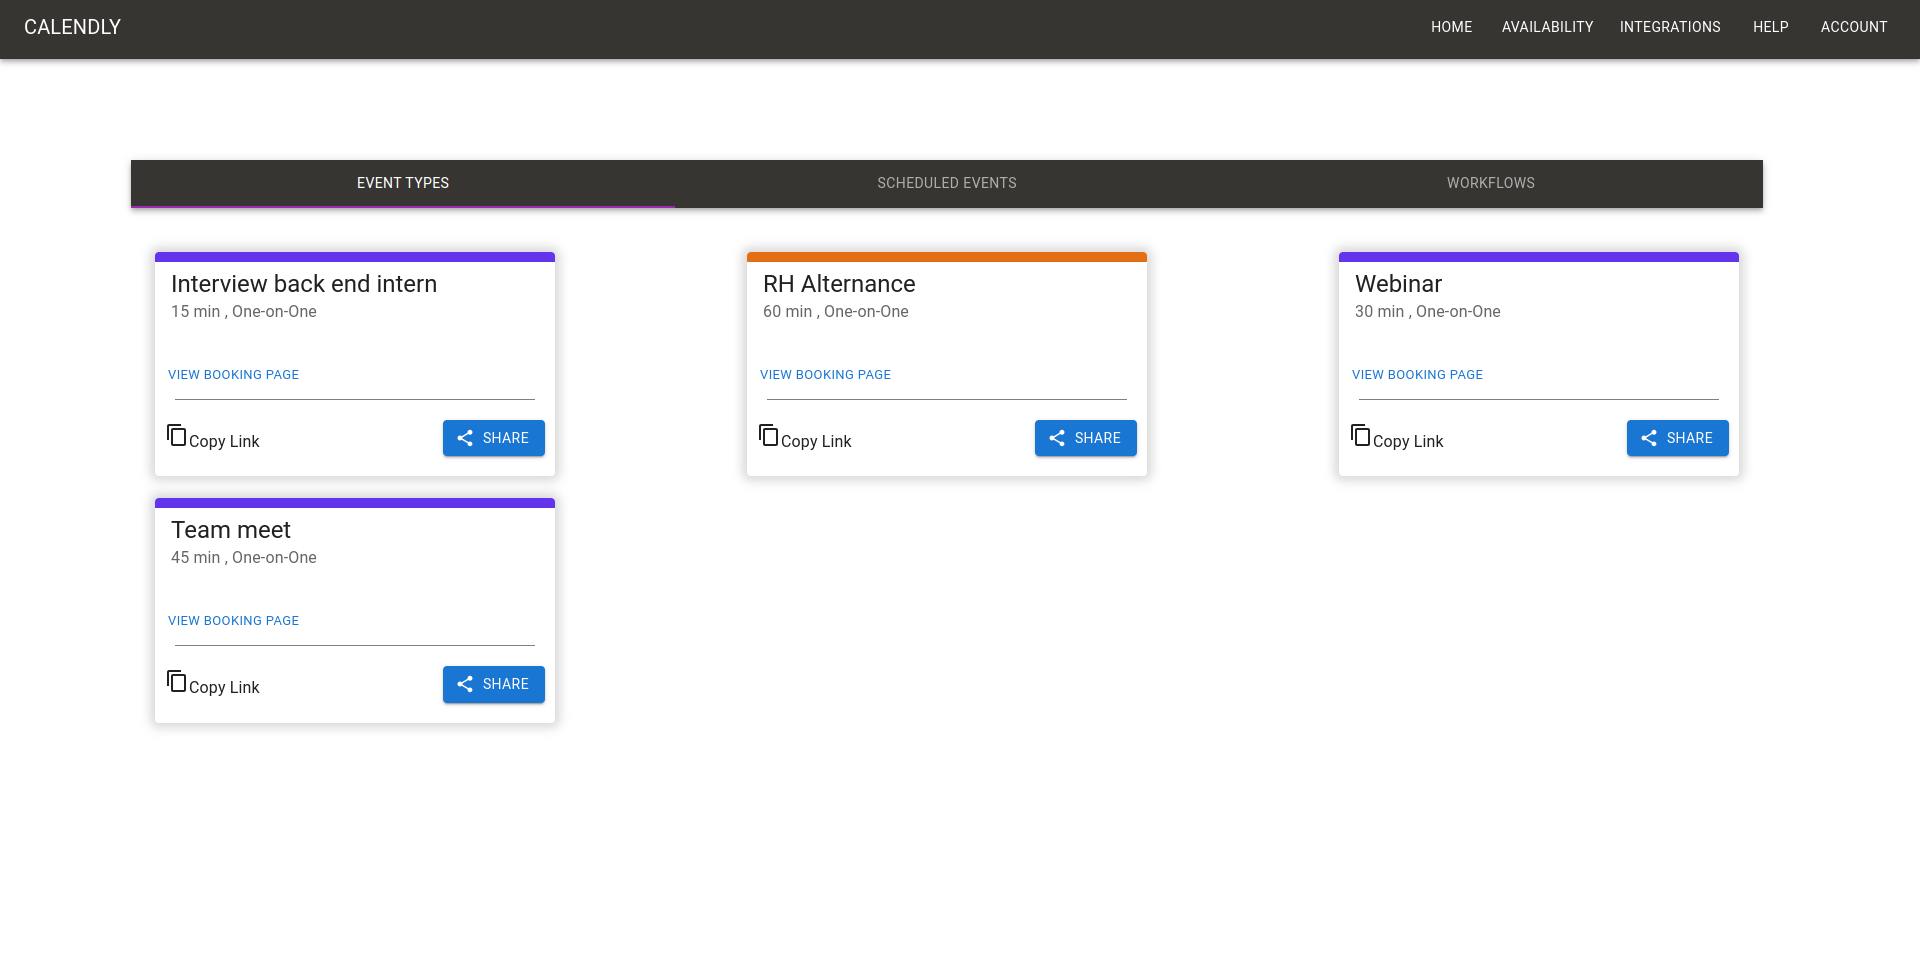 CALENDLY
HOME AVAILABILITY INTEGRATIONS HELP ACCOUNT
EVENT TYPES SCHEDULED EVENTS WORKFLOWS
Interview back end intern
15 min , One-on-One
VIEW BOOKING PAGE
Copy Link SHARE
RH Alternance
60 min , One-on-One
VIEW BOOKING PAGE
Copy Link SHARE
Webinar
30 min , One-on-One
VIEW BOOKING PAGE
Copy Link SHARE
Team meet
45 min , One-on-One
VIEW BOOKING PAGE
Copy Link SHARE